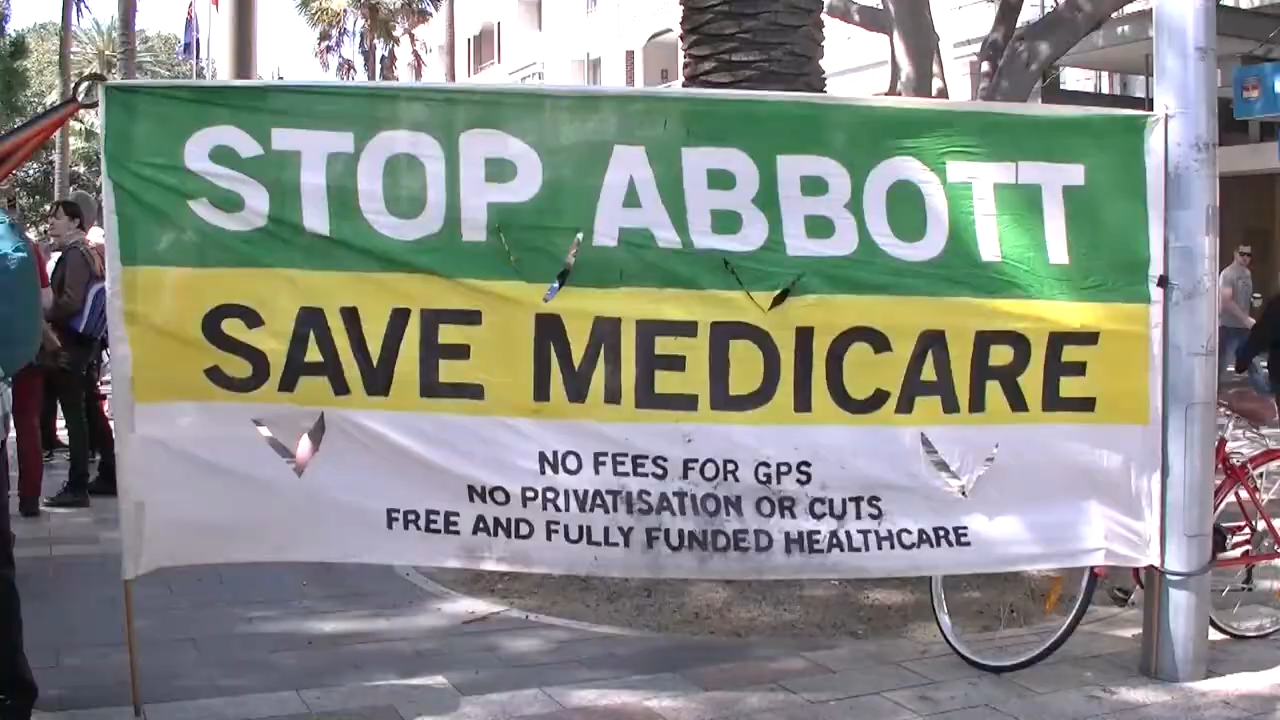 STOP ABBOTT
SAVE MEDICARE
NO FEES FOR GPS
NO PRIVATISATION OR CUTS
FREE AND FULLY FUNDED HEALTHCARE